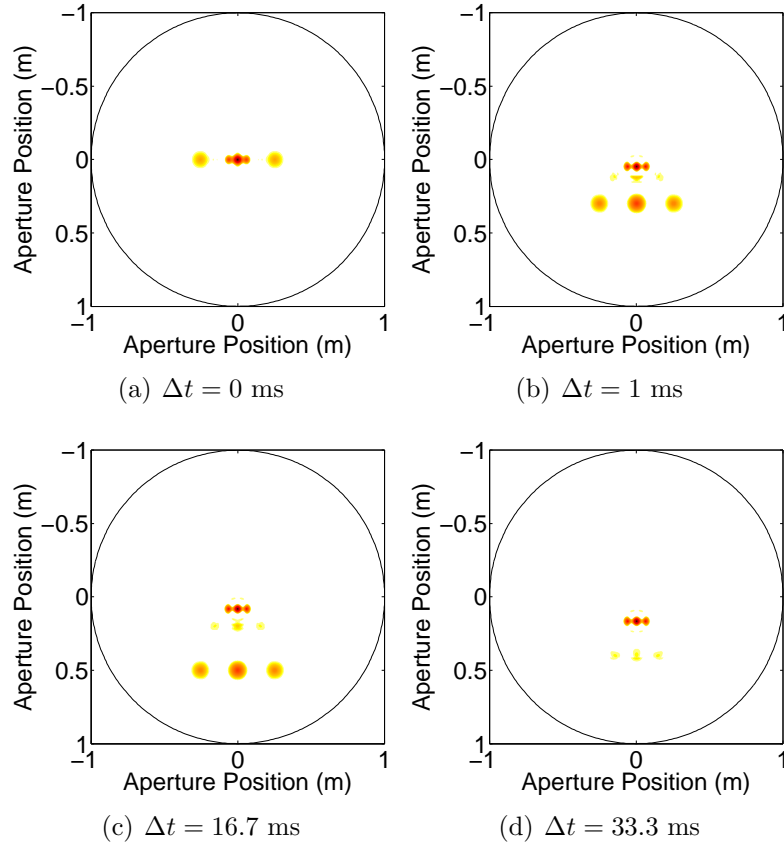 −1
−0.5
0
0.5
1
−1 0 1
Aperture Position (m)
Aperture Position (m)
(a) Δt = 0 ms
−1
−0.5
0
0.5
1
−1 0 1
Aperture Position (m)
Aperture Position (m)
(b) Δt = 1 ms
−1
−0.5
0
0.5
1
−1 0 1
Aperture Position (m)
Aperture Position (m)
(c) Δt = 16.7 ms
−1
−0.5
0
0.5
1
−1 0 1
Aperture Position (m)
Aperture Position (m)
(d) Δt = 33.3 ms